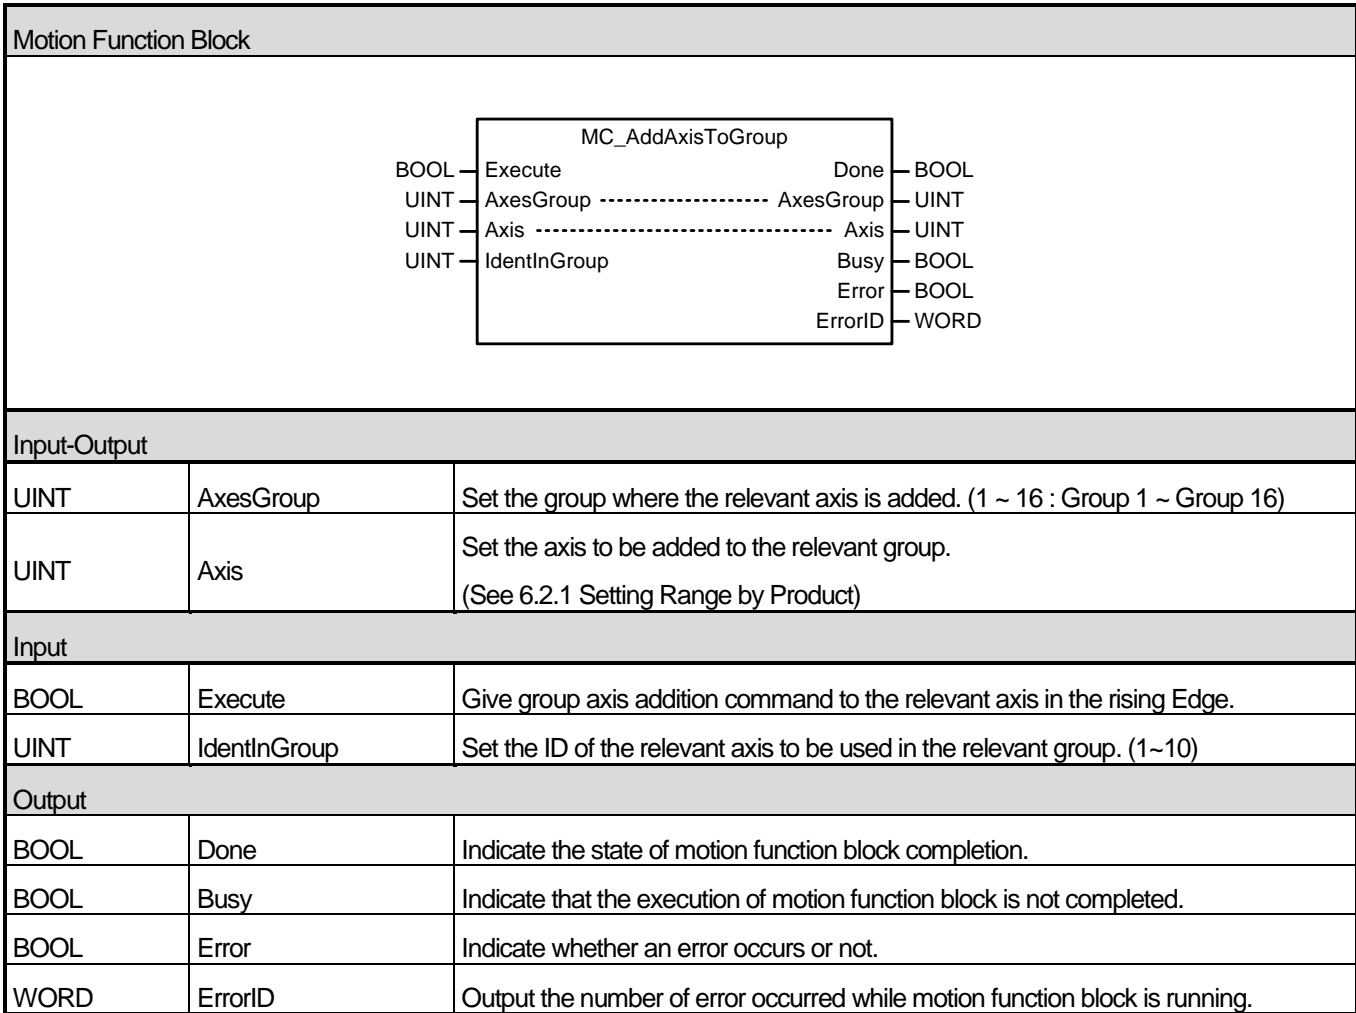 Motion Function Block
MC_AddAxisToGroup
BOOL Execute Done BOOL
UINT AxesGroup AxesGroup UINT
UINT Axis Axis UINT
UINT IdentInGroup Busy BOOL
Error BOOL
ErrorID WORD
Input-Output
UINT AxesGroup Set the group where the relevant axis is added. (1 ~ 16 : Group 1 ~ Group 16)
UINT Axis Set the axis to be added to the relevant group.
(See 6.2.1 Setting Range by Product)
Input
BOOL Execute Give group axis addition command to the relevant axis in the rising Edge.
UINT IdentInGroup Set the ID of the relevant axis to be used in the relevant group. (1~10)
Output
BOOL Done Indicate the state of motion function block completion.
BOOL Busy Indicate that the execution of motion function block is not completed.
BOOL Error Indicate whether an error occurs or not.
WORD ErrorID Output the number of error occurred while motion function block is running.